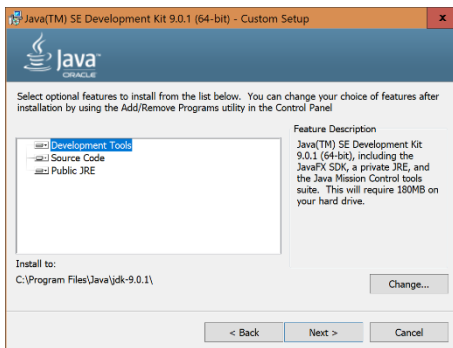 Java(TM) SE Development Kit 9.0.1 (64-bit) - Custom Setup
x
Java™
ORACLE
Select optional features to install from the list below. You can change your choice of features after
installation by using the Add/Remove Programs utility in the Control Panel
Development Tools
Source Code
Public JRE
Feature Description
Java(TM) SE Development Kit
9.0.1 (64-bit), including the
JavaFX SDK, a private JRE, and
the Java Mission Control tools
suite. This will require 180MB on
your hard drive.
Install to:
C:\Program Files\Java\jdk-9.0.1\
Change...
< Back
Next >
Cancel